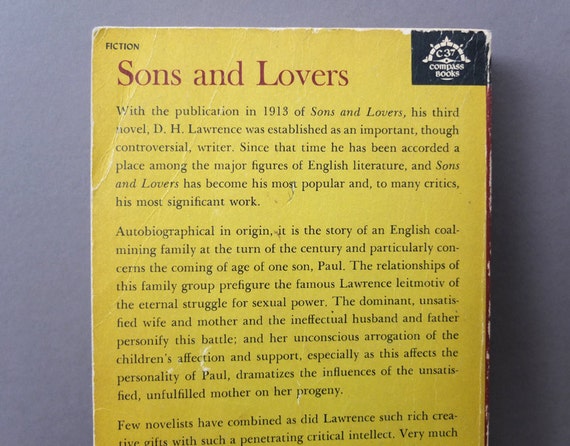 FICTION
C37
COMPASS
BOOKS
Sons and Lovers
With the publication in 1913 of Sons and Lovers, his third
novel, D. H. Lawrence was established as an important, though
controversial, writer. Since that time he has been accorded a
place among the major figures of English literature, and Sons
and Lovers has become his most popular and, to many critics,
his most significant work.
Autobiographical in origin, it is the story of an English coal-
mining family at the turn of the century and particularly con-
cerns the coming of age of one son, Paul. The relationships of
this family group prefigure the famous Lawrence leitmotiv of
the eternal struggle for sexual power. The dominant, unsatis-
fied wife and mother and the ineffectual husband and father
personify this battle; and her unconscious arrogation of the
children's affection and support, especially as this affects the
personality of Paul, dramatizes the influences of the unsatis-
fied, unfulfilled mother on her progeny.
Few novelists have combined as did Lawrence such rich crea-
tive gifts with such a penetrating critical intellect. Very much